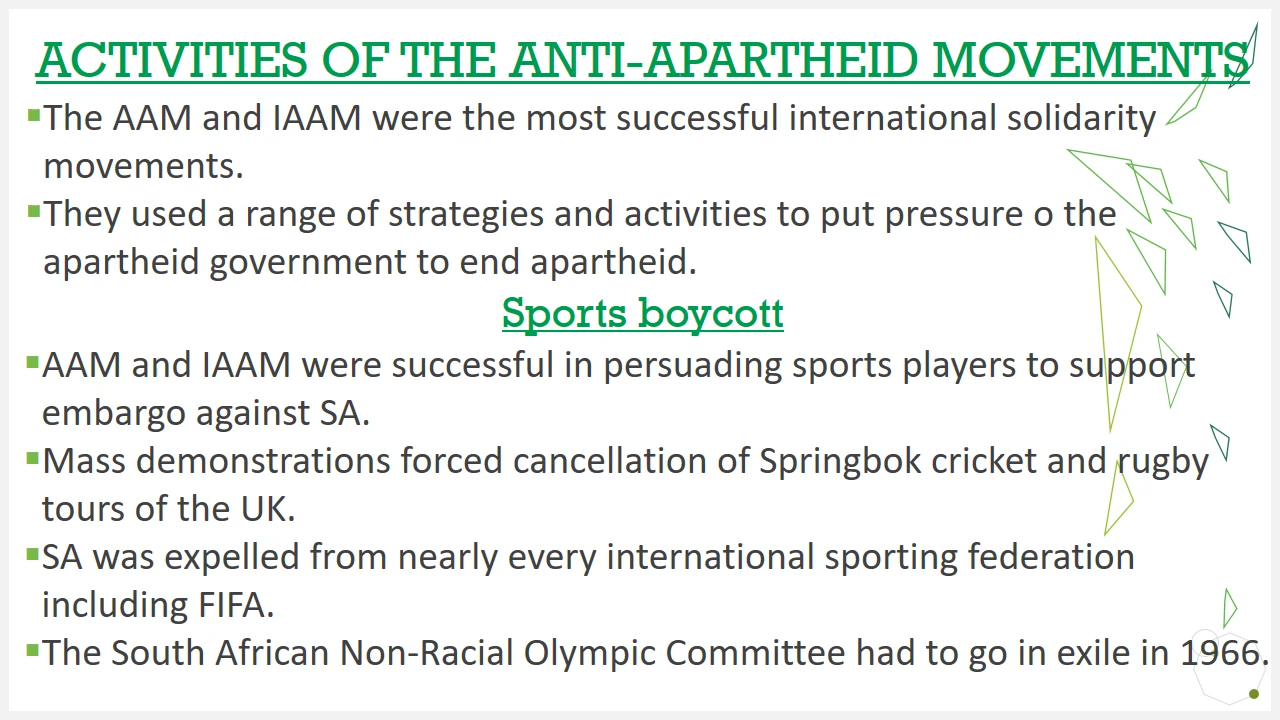 ACTIVITIES OF THE ANTI-APARTHEID MOVEMENTS
▪The AAM and IAAM were the most successful international solidarity
movements.
▪They used a range of strategies and activities to put pressure o the
apartheid government to end apartheid.
Sports boycott
▪AAM and IAAM were successful in persuading sports players to support
embargo against SA.
▪Mass demonstrations forced cancellation of Springbok cricket and rugby
tours of the UK.
▪SA was expelled from nearly every international sporting federation
including FIFA.
▪The South African Non-Racial Olympic Committee had to go in exile in 1966.